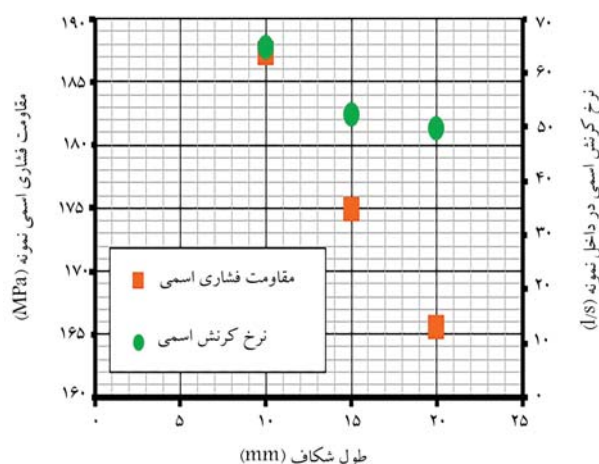 مقاومت فشاری اسمی نمونه (MPa)
۱۹۰
۱۸۵
۱۸۰
۱۷۵
۱۷۰
۱۶۵
۱۶۰
۷۰
۶۰
۵۰
۴۰
۳۰
۲۰
۱۰
۰
نرخ کرنش اسمی در داخل نمونه (1/s)
مقاومت فشاری اسمی
نرخ کرنش اسمی
۰ ۵ ۱۰ ۱۵ ۲۰ ۲۵
طول شکاف (mm)